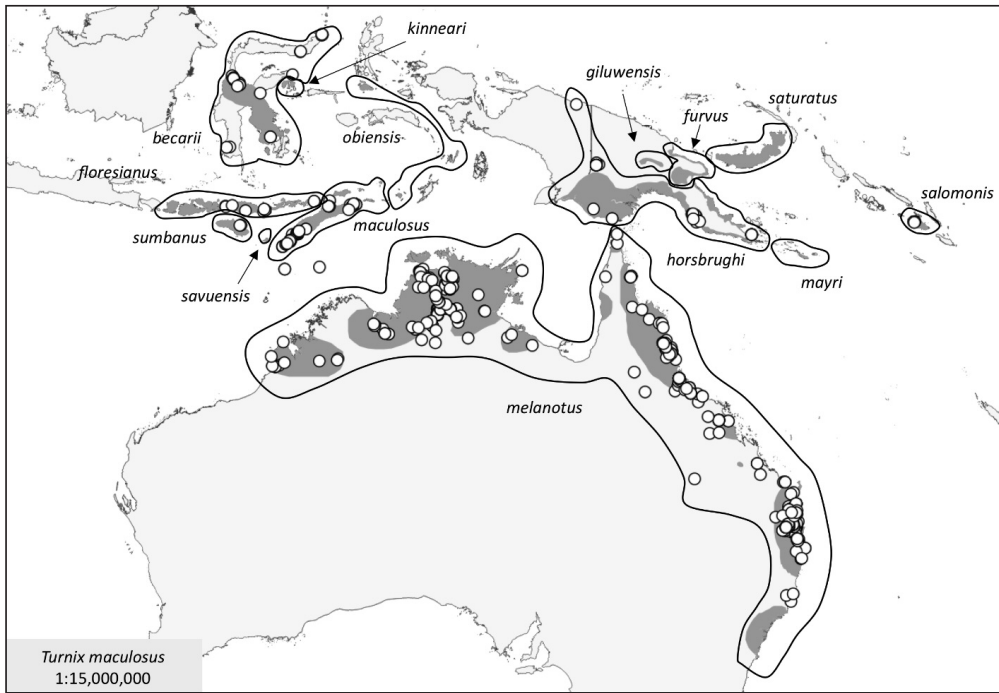 kinneari
giluwensis
saturatus
furvus
becarii
obiensis
floresianus
salomonis
sumbanus
maculosus
horsbrughi
mayri
savuensis
melanotus
Turnix maculosus
1:15,000,000